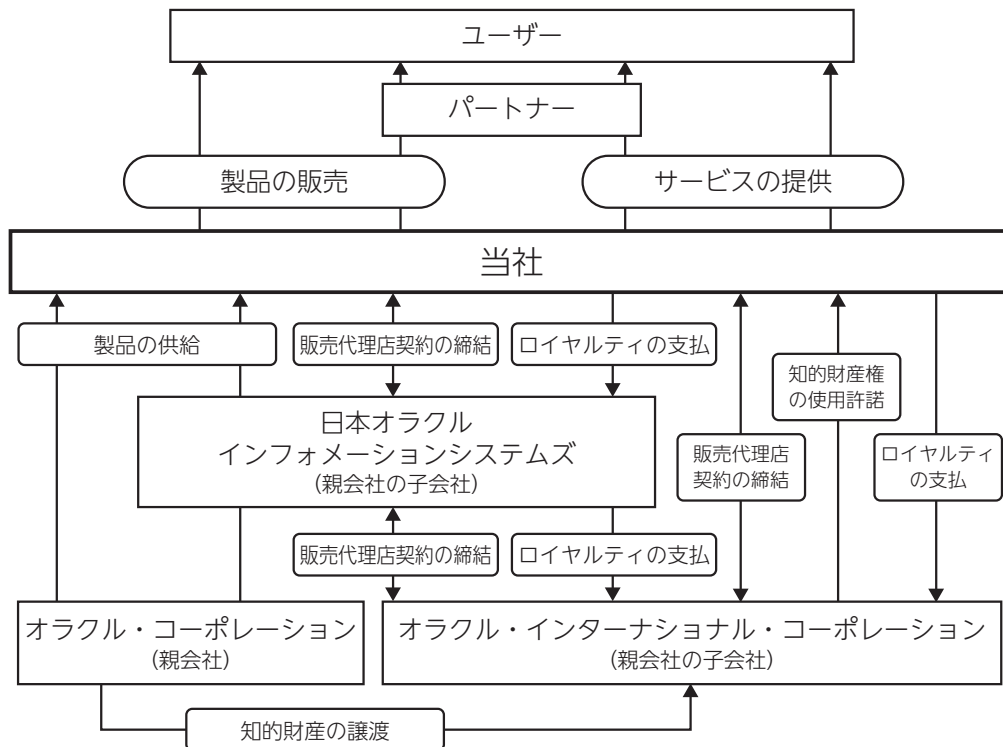 ユーザー
パートナー
製品の販売
サービスの提供
当社
製品の供給
販売代理店契約の締結
ロイヤルティの支払
知的財産権
の使用許諾
日本オラクル
インフォメーションシステムズ
(親会社の子会社)
販売代理店
契約の締結
ロイヤルティ
の支払
販売代理店契約の締結
ロイヤルティの支払
オラクル・コーポレーション
(親会社)
オラクル・インターナショナル・コーポレーション
(親会社の子会社)
知的財産の譲渡